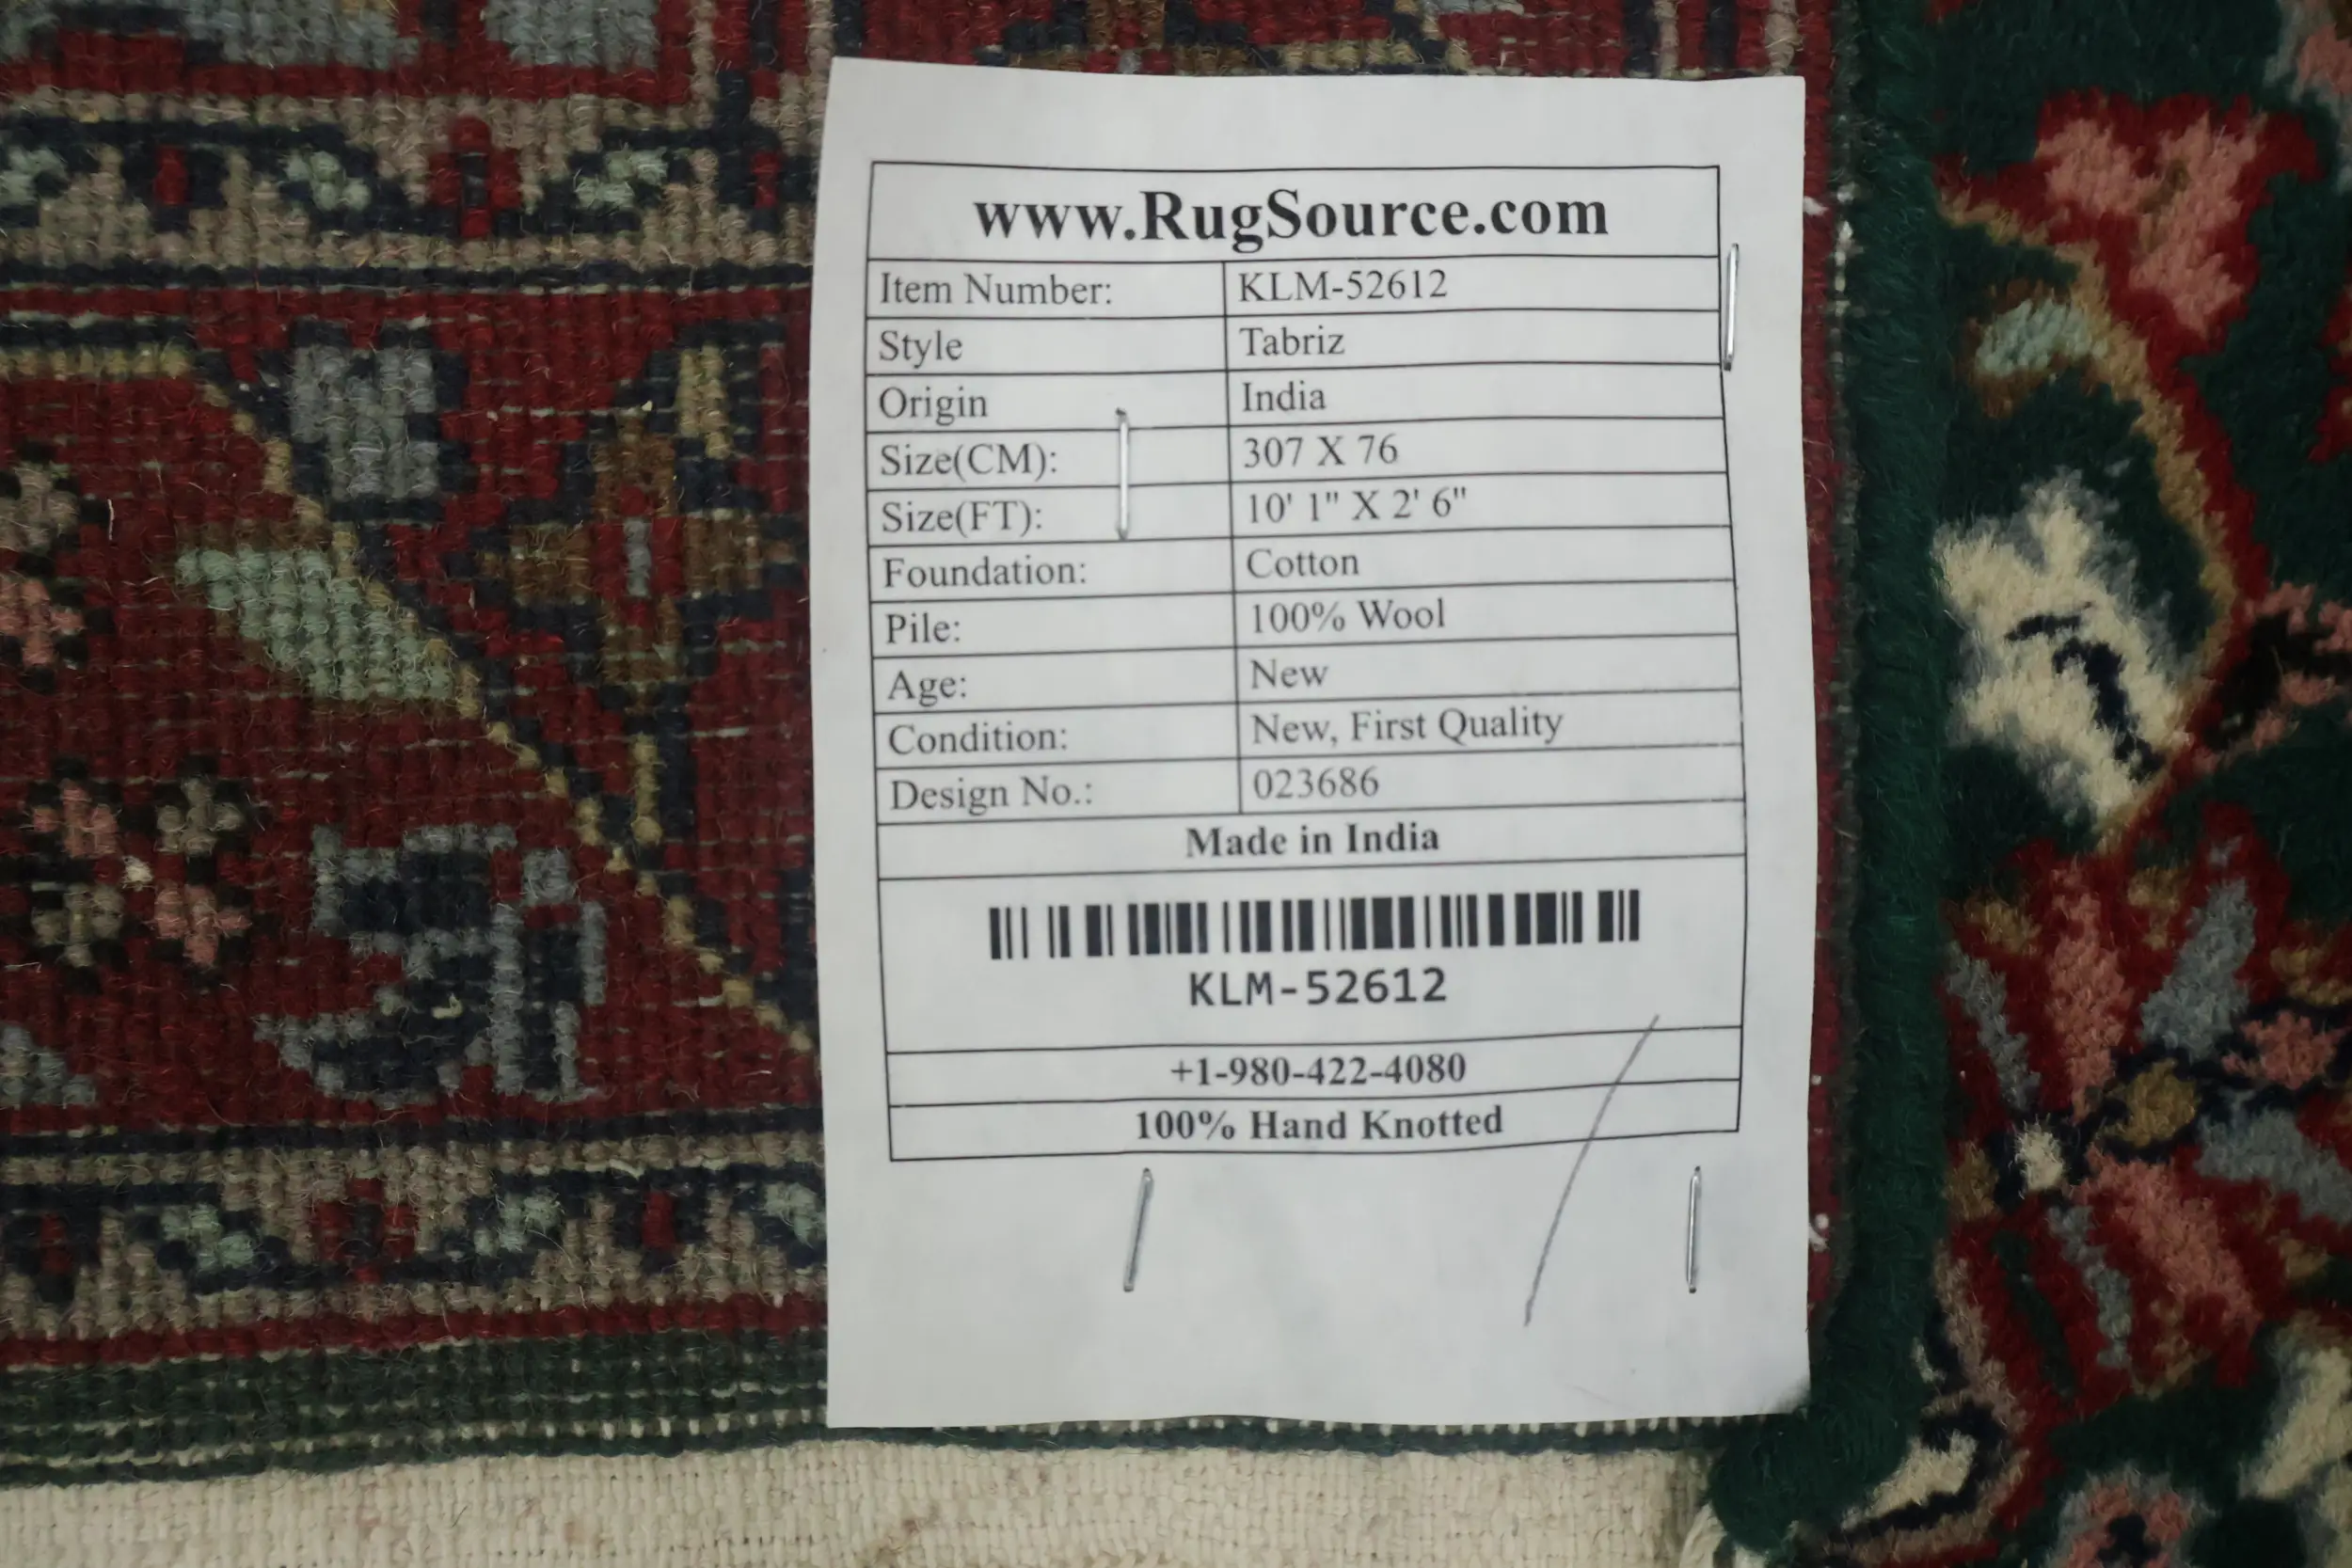 www.RugSource.com
Item Number: KLM-52612
Style Tabriz
Origin India
Size(CM): 307 X 76
Size(FT): 10' 1" X 2' 6"
Foundation: Cotton
Pile: 100% Wool
Age: New
Condition: New, First Quality
Design No.: 023686
Made in India
KLM-52612
+1-980-422-4080
100% Hand Knotted